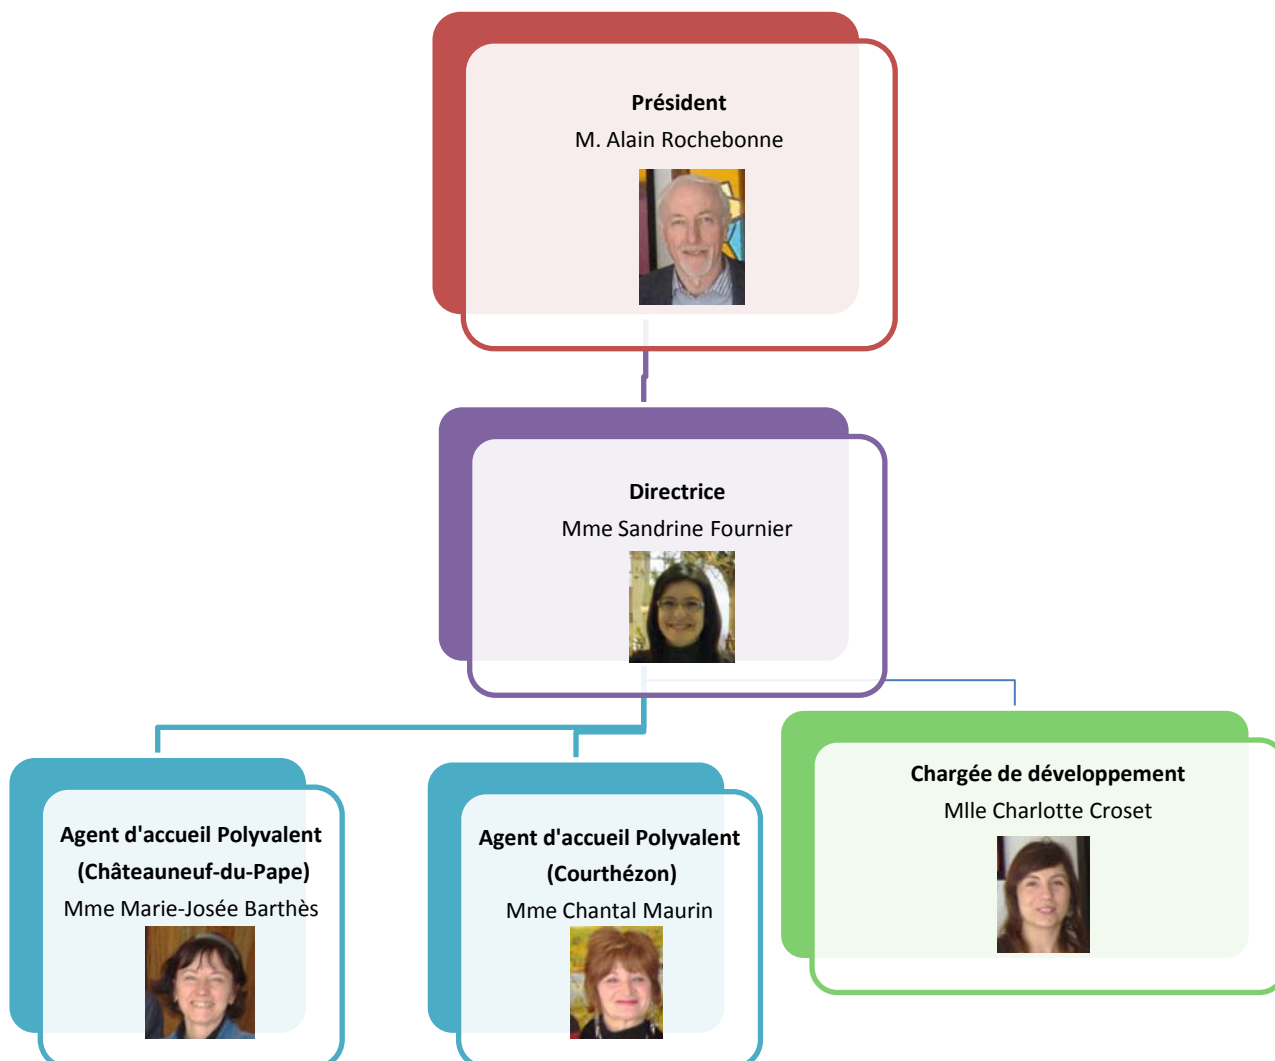 Président
M. Alain Rochebonne
Directrice
Mme Sandrine Fournier
Agent d'accueil Polyvalent
(Châteauneuf-du-Pape)
Mme Marie-Josée Barthès
Agent d'accueil Polyvalent
(Courthézon)
Mme Chantal Maurin
Chargée de développement
Mlle Charlotte Croset